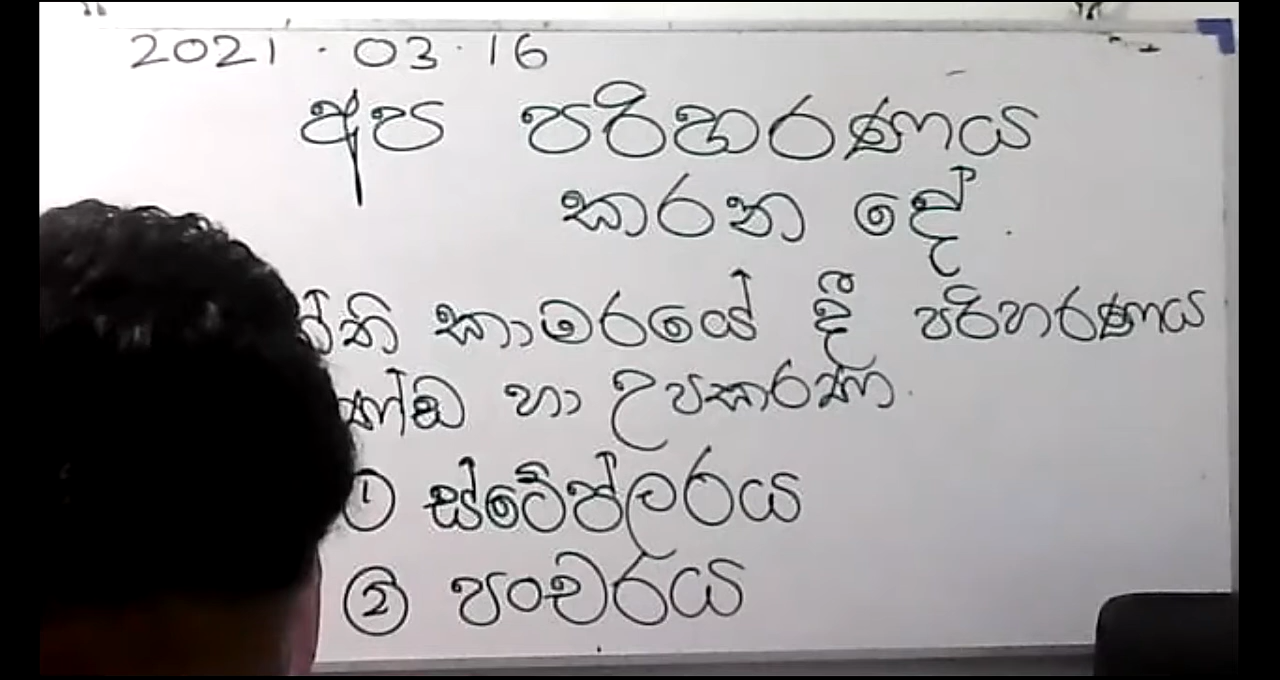 2021.03.16
අප පරිහරණය
කරන දේ.
කාමරයේ දී පරිහරණය
හා උපකරණ.
① ස්ටේප්ලරය
② පංචරය